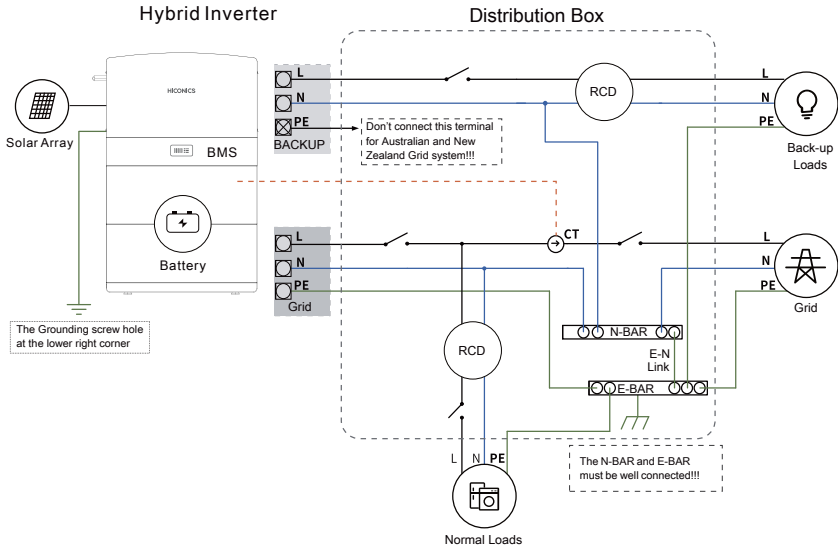 Hybrid Inverter
Distribution Box
HICONICS
BMS
Battery
Solar Array
The Grounding screw hole
at the lower right corner
L
N
PE
BACKUP
Don't connect this terminal
for Australian and New
Zealand Grid system!!!
RCD
L
N
PE
Back-up
Loads
L
N
PE
Grid
CT
L
N
PE
Grid
RCD
N-BAR
E-N
Link
E-BAR
L N PE
Normal Loads
The N-BAR and E-BAR
must be well connected!!!